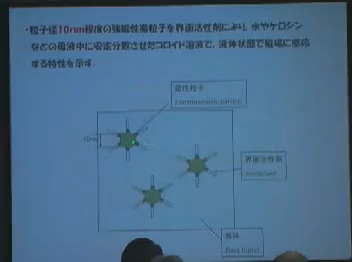 ・粒子径10nm程度の強磁性微粒子を界面活性剤により、水やケロシン
などの母液中に安定分散させたコロイド溶液で、液体状態で磁場に感応
する特性を示す。
磁性粒子
10nm
界面活性剤
Surfactant
Base liquid